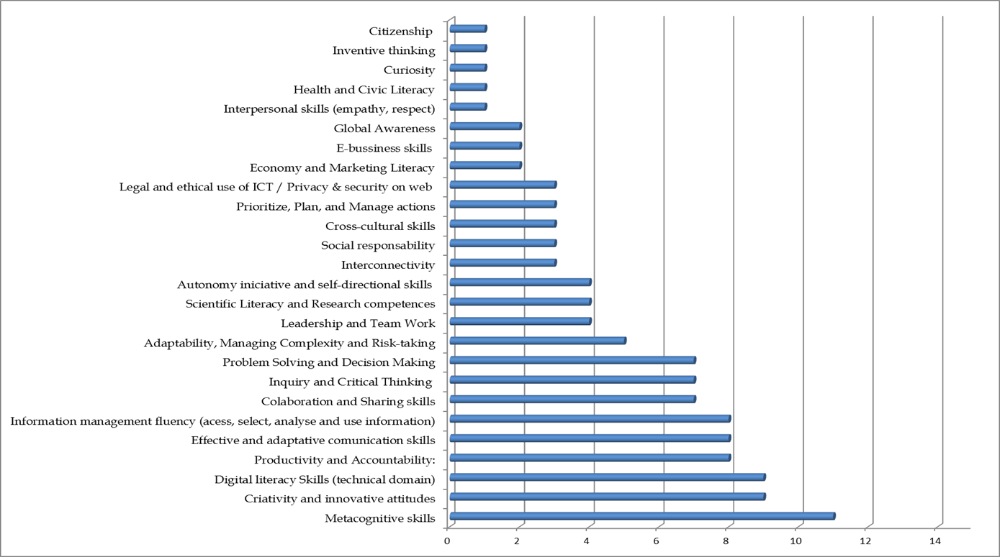 Citizenship
Inventive thinking
Curiosity
Health and Civic Literacy
Interpersonal skills (empathy, respect)
Global Awareness
E-bussiness skills
Economy and Marketing Literacy
Legal and ethical use of ICT / Privacy & security on web
Prioritize, Plan, and Manage actions
Cross-cultural skills
Social responsability
Interconnectivity
Autonomy iniciative and self-directional skills
Scientific Literacy and Research competences
Leadership and Team Work
Adaptability, Managing Complexity and Risk-taking
Problem Solving and Decision Making
Inquiry and Critical Thinking
Colaboration and Sharing skills
Information management fluency (acess, select, analyse and use information)
Effective and adaptative comunication skills
Productivity and Accountability:
Digital literacy Skills (technical domain)
Criativity and innovative attitudes
Metacognitive skills
0 2 4 6 8 10 12 14